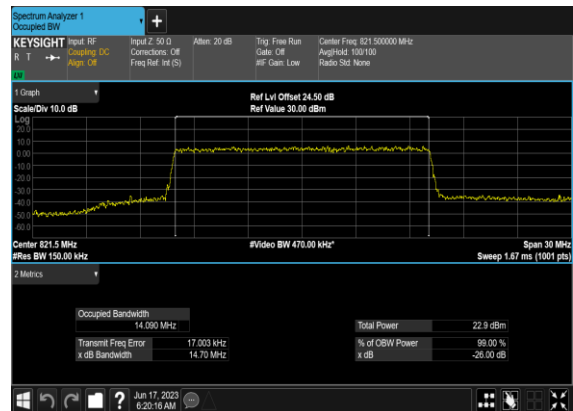 Spectrum Analyzer 1
Occupied BW
+
KEYSIGHT Input: RF Input Z: 50 Ω Atten: 20 dB Trig: Free Run Center Freq: 821.500000 MHz
R T Coupling: DC Corrections: Off Gate: Off Avg|Hold: 100/100
Align: Off Freq Ref: Int (S) #IF Gain: Low Radio Std: None
1 Graph
Scale/Div 10.0 dB Ref Lvl Offset 24.50 dB
Ref Value 30.00 dBm
Log
20.0
10.0
0.00
-10.0
-20.0
-30.0
-40.0
-50.0
-60.0
Center 821.5 MHz #Video BW 470.00 kHz* Span 30 MHz
#Res BW 150.00 kHz Sweep 1.67 ms (1001 pts)
2 Metrics
Occupied Bandwidth
14.090 MHz Total Power 22.9 dBm
Transmit Freq Error 17.003 kHz % of OBW Power 99.00 %
x dB Bandwidth 14.70 MHz x dB -26.00 dB
? Jun 17, 2023
6:20:16 AM